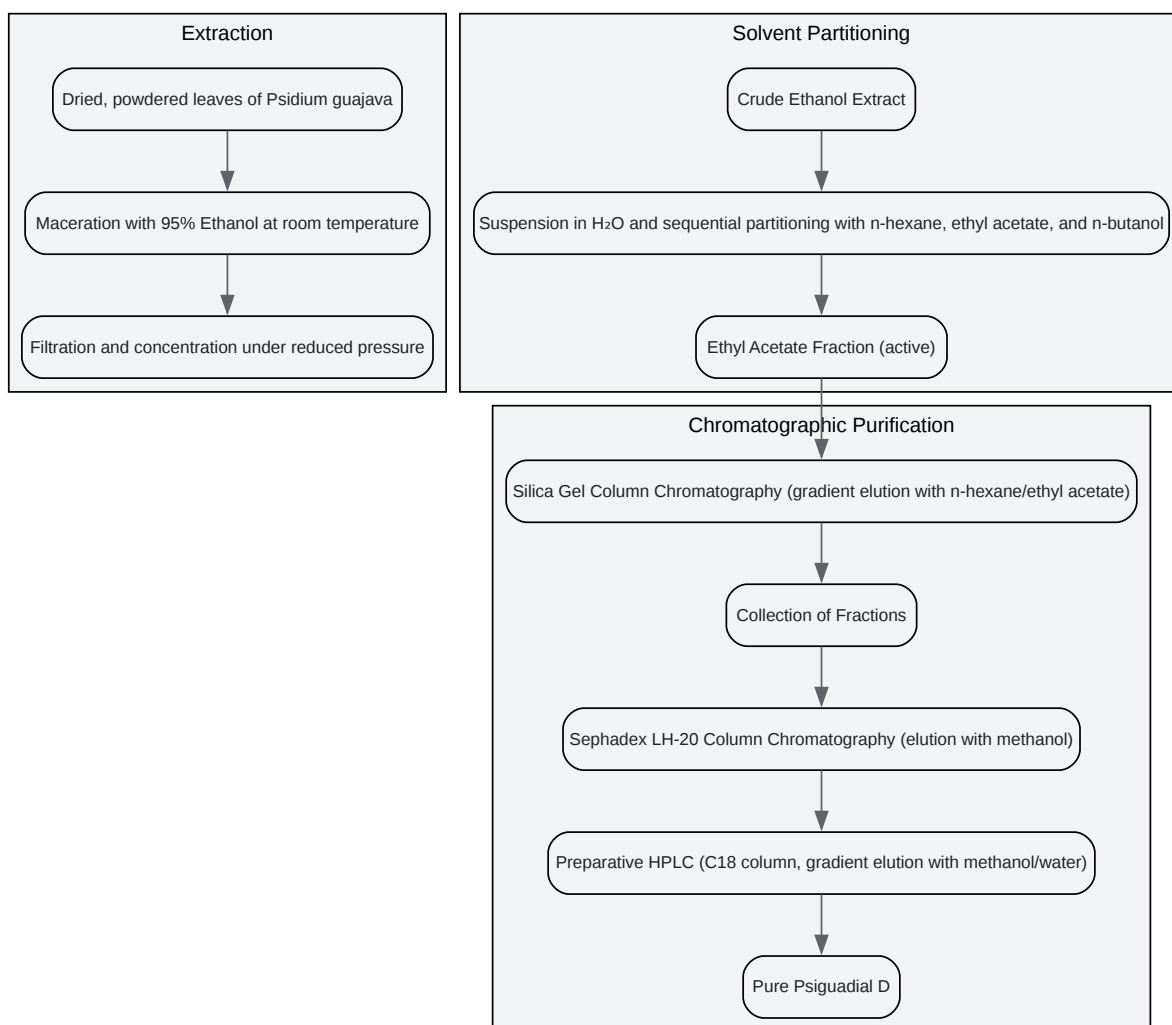 Extraction
Dried, powdered leaves of Psidium guajava
Maceration with 95% Ethanol at room temperature
Filtration and concentration under reduced pressure
Solvent Partitioning
Crude Ethanol Extract
Suspension in H₂O and sequential partitioning with n-hexane, ethyl acetate, and n-butanol
Ethyl Acetate Fraction (active)
Chromatographic Purification
Silica Gel Column Chromatography (gradient elution with n-hexane/ethyl acetate)
Collection of Fractions
Sephadex LH-20 Column Chromatography (elution with methanol)
Preparative HPLC (C18 column, gradient elution with methanol/water)
Pure Psiguadial D